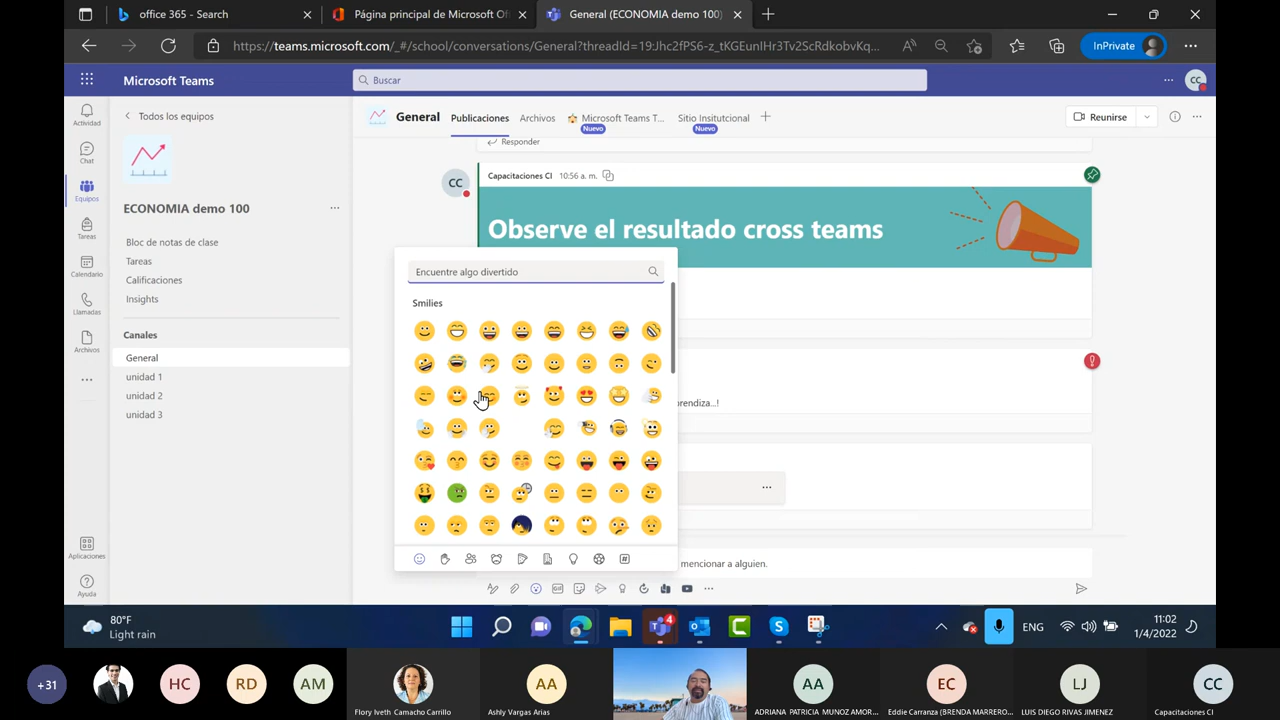 office 365 - Search
Página principal de Microsoft Of
General (ECONOMIA demo 100)
https://teams.microsoft.com/_#/school/conversations/General?threadId=19:Jhc2fPS6-z_tKGEunIHr3Tv2ScRdkobvKq...
InPrivate
Microsoft Teams
Buscar
CC
Actividad
Chat
Equipos
Tareas
Calendario
Llamadas
Archivos
Aplicaciones
Ayuda
Todos los equipos
ECONOMIA demo 100
Bloc de notas de clase
Tareas
Calificaciones
Insights
Canales
General
unidad 1
unidad 2
unidad 3
General
Publicaciones
Archivos
Microsoft Teams T...
Nuevo
Sitio Insitutcional
Nuevo
Reunirse
Responder
CC
Capacitaciones CI 10:56 a. m.
Observe el resultado cross teams
Encuentre algo divertido
Smilies
prendiza...!
mencionar a alguien.
GIF
80°F
Light rain
4
ENG
11:02
1/4/2022
+31
HC
RD
AM
Flory Iveth Camacho Carrillo
AA
Ashly Vargas Arias
AA
ADRIANA PATRICIA MUNOZ AMOR...
EC
Eddie Carranza (BRENDA MARRERO...
LJ
LUIS DIEGO RIVAS JIMENEZ
CC
Capacitaciones CI